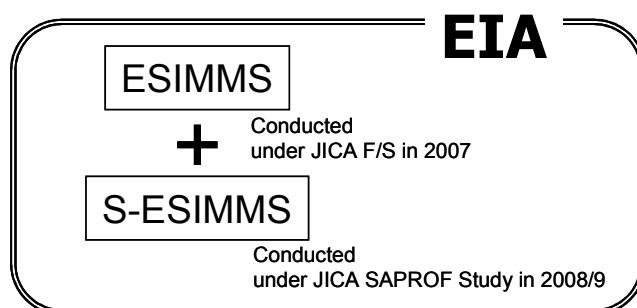 EIA
ESIMMS
+
Conducted
under JICA F/S in 2007
S-ESIMMS
Conducted
under JICA SAPROF Study in 2008/9